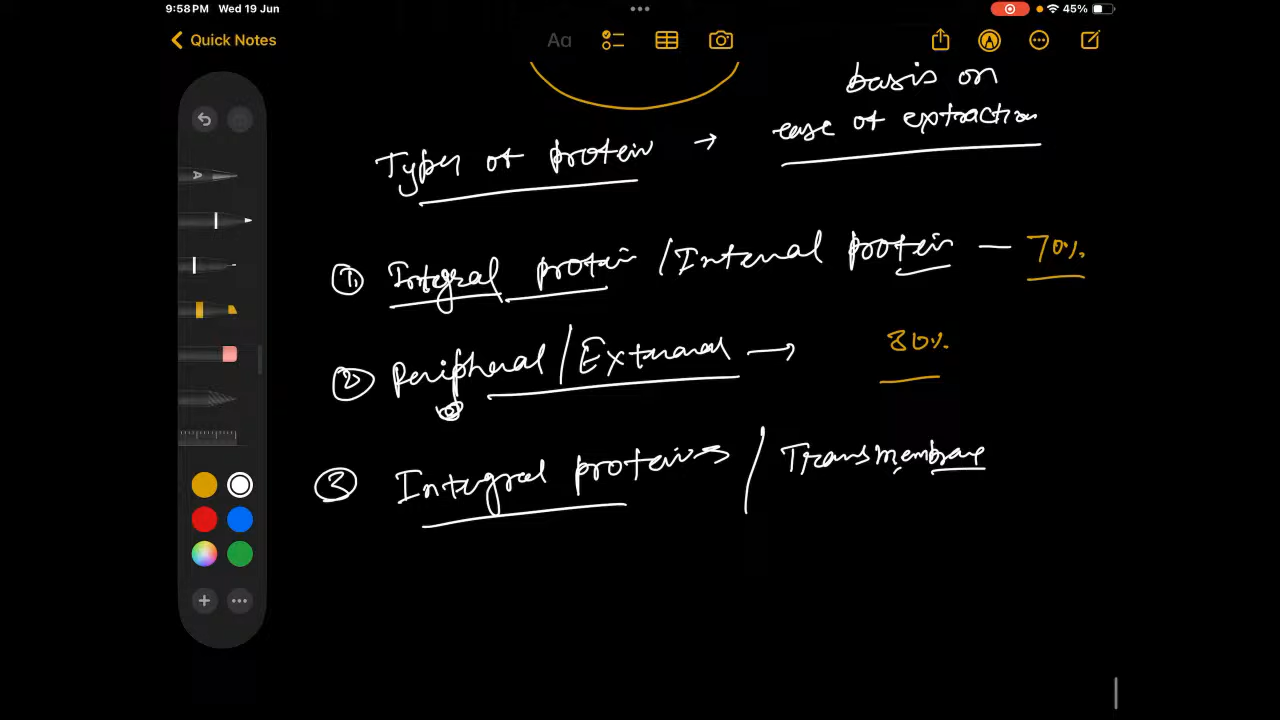 9:58 PM Wed 19 Jun
45%
Quick Notes
Aa
basis on
Types of protein → ease of extraction
① Integral protein / Internal protein — 70%
② Peripheral / External → 30%
③ Integral proteins / Transmembrane